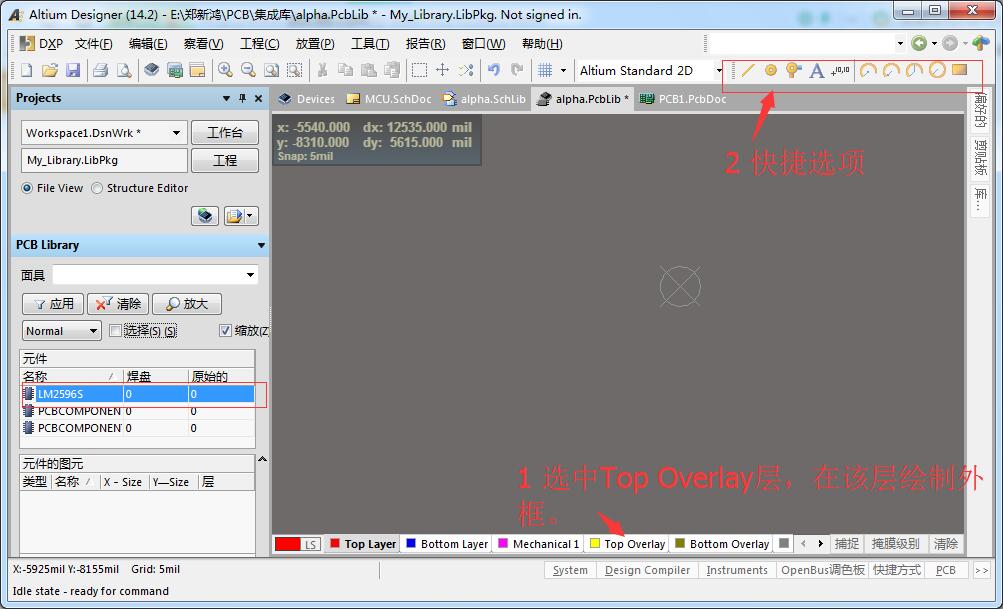 Altium Designer (14.2) - E:\郑新鸿\PCB\集成库\alpha.PcbLib * - My_Library.LibPkg. Not signed in.
DXP 文件(F) 编辑(E) 察看(V) 工程(C) 放置(P) 工具(T) 报告(R) 窗口(W) 帮助(H)
Altium Standard 2D
A +10,10
Projects
Devices MCU.SchDoc alpha.SchLib alpha.PcbLib * PCB1.PcbDoc
Workspace1.DsnWrk * 工作台
My_Library.LibPkg 工程
File View Structure Editor
x: -5540.000 dx: 12535.000 mil
y: -8310.000 dy: 5615.000 mil
Snap: 5mil
2 快捷选项
偏好的
剪贴板
库...
PCB Library
面具
应用 清除 放大
Normal 选择(S) (S) 缩放(Z
元件
名称 焊盘 原始的
LM2596S 0 0
PCBCOMPONEN 0 0
PCBCOMPONEN 0 0
元件的图元
类型 名称 X - Size Y—Size 层
1 选中Top Overlay层，在该层绘制外
框。
LS Top Layer Bottom Layer Mechanical 1 Top Overlay Bottom Overlay 捕捉 掩膜级别 清除
X:-5925mil Y:-8155mil Grid: 5mil
System Design Compiler Instruments OpenBus调色板 快捷方式 PCB >>
Idle state - ready for command